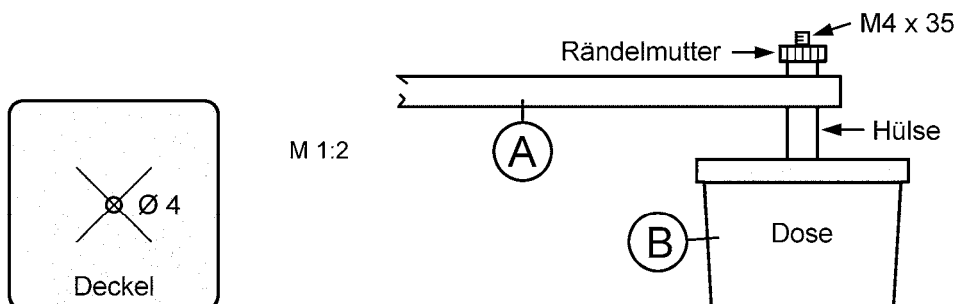 M4 x 35
Rändelmutter
M 1:2
A
Hülse
Ø 4
B
Dose
Deckel